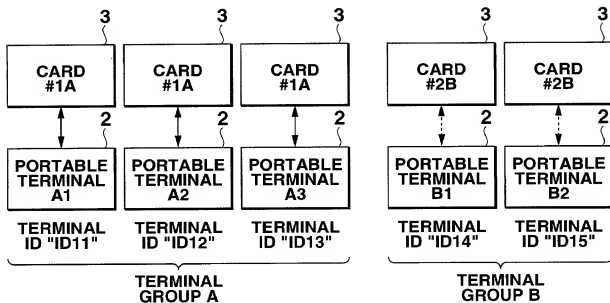 3 3 3 3 3
CARD #1A
CARD #1A
CARD #1A
CARD #2B
CARD #2B
2 2 2 2 2
PORTABLE TERMINAL A1
PORTABLE TERMINAL A2
PORTABLE TERMINAL A3
PORTABLE TERMINAL B1
PORTABLE TERMINAL B2
TERMINAL ID "ID11"
TERMINAL ID "ID12"
TERMINAL ID "ID13"
TERMINAL ID "ID14"
TERMINAL ID "ID15"
TERMINAL GROUP A
TERMINAL GROUP B